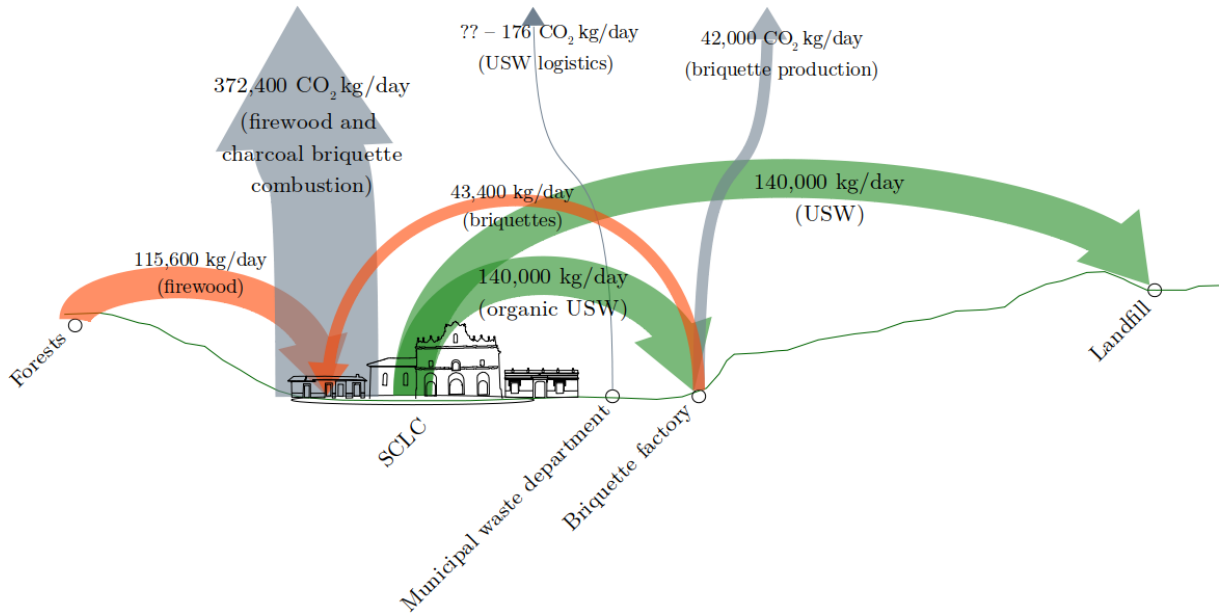 ?? – 176 CO₂ kg/day
(USW logistics)
42,000 CO₂ kg/day
(briquette production)
372,400 CO₂ kg/day
(firewood and
charcoal briquette
combustion)
43,400 kg/day
(briquettes)
140,000 kg/day
(USW)
115,600 kg/day
(firewood)
140,000 kg/day
(organic USW)
Forests
SCLC
Municipal waste department
Briquette factory
Landfill